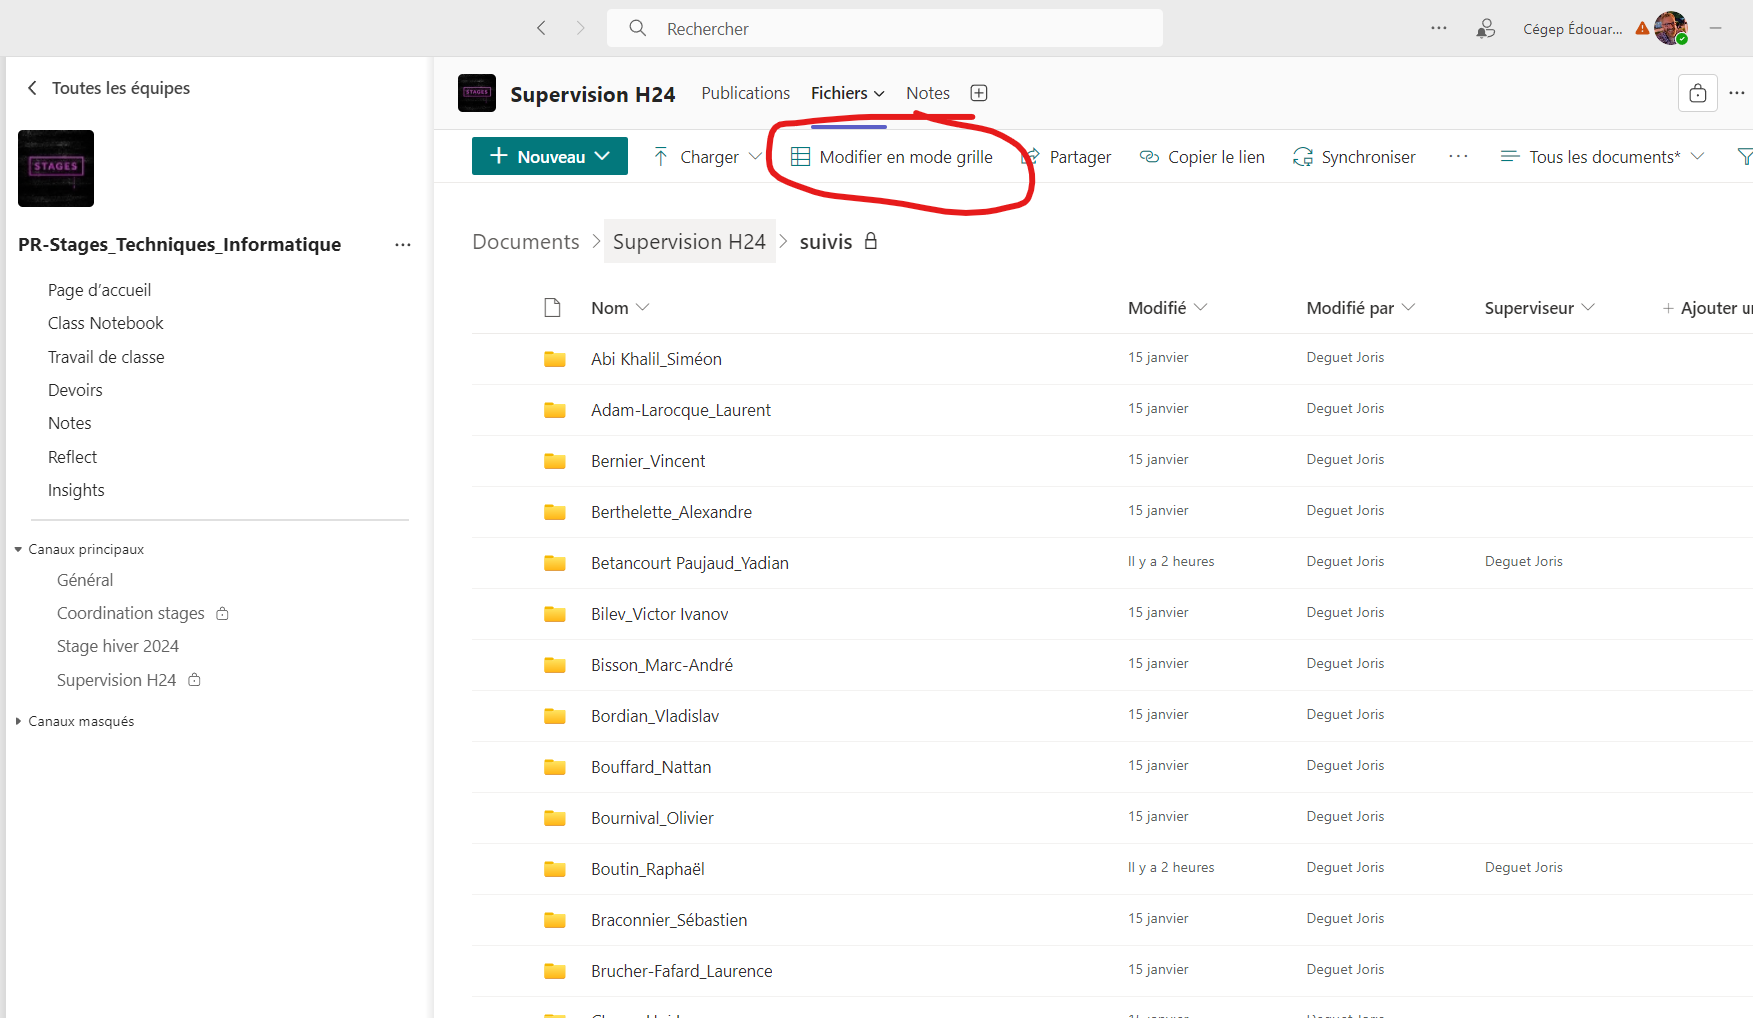 Rechercher
Cégep Édouar...
Toutes les équipes
STAGES
PR-Stages_Techniques_Informatique
Page d’accueil
Class Notebook
Travail de classe
Devoirs
Notes
Reflect
Insights
Canaux principaux
Général
Coordination stages
Stage hiver 2024
Supervision H24
Canaux masqués
STAGES Supervision H24 Publications Fichiers Notes
Nouveau Charger Modifier en mode grille Partager Copier le lien Synchroniser ... Tous les documents*
Documents Supervision H24 suivis
Nom Modifié Modifié par Superviseur + Ajouter
Abi Khalil_Siméon 15 janvier Deguet Joris
Adam-Larocque_Laurent 15 janvier Deguet Joris
Bernier_Vincent 15 janvier Deguet Joris
Berthelette_Alexandre 15 janvier Deguet Joris
Betancourt Paujaud_Yadian Il y a 2 heures Deguet Joris Deguet Joris
Bilev_Victor Ivanov 15 janvier Deguet Joris
Bisson_Marc-André 15 janvier Deguet Joris
Bordian_Vladislav 15 janvier Deguet Joris
Bouffard_Nattan 15 janvier Deguet Joris
Bournival_Olivier 15 janvier Deguet Joris
Boutin_Raphaël Il y a 2 heures Deguet Joris Deguet Joris
Braconnier_Sébastien 15 janvier Deguet Joris
Brucher-Fafard_Laurence 15 janvier Deguet Joris